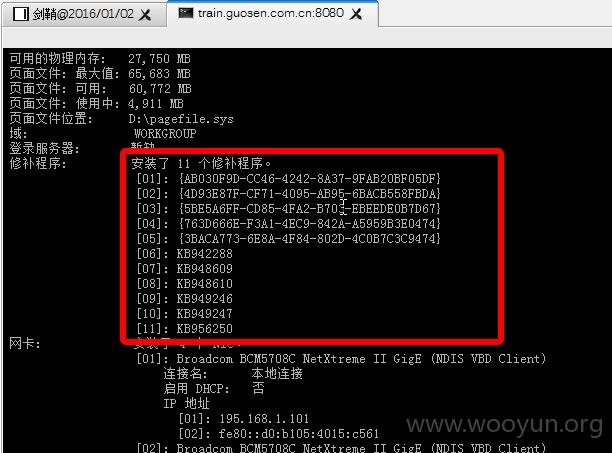 剑鞘@2016/01/02
train.guosen.com.cn:8080
可用的物理内存: 27,750 MB
页面文件: 最大值: 65,683 MB
页面文件: 可用: 60,772 MB
页面文件: 使用中: 4,911 MB
页面文件位置: D:\pagefile.sys
域: WORKGROUP
登录服务器:
修补程序: 安装了 11 个修补程序。
[01]: {AB030F9D-CC46-4242-8A37-9FAB20BF05DF}
[02]: {4D93E87F-CF71-4095-AB95-6BACB558FBDA}
[03]: {5BE5A6FF-CD85-4FA2-B703-EBEEDE0B7D67}
[04]: {763D666E-F3A1-4EC9-842A-A5959B3E0474}
[05]: {3BACA773-6E8A-4F84-802D-4C0B7C3C9474}
[06]: KB942288
[07]: KB948609
[08]: KB948610
[09]: KB949246
[10]: KB949247
[11]: KB956250
网卡: 安装了 4 个 NIC。
[01]: Broadcom BCM5708C NetXtreme II GigE (NDIS VBD Client)
连接名: 本地连接
启用 DHCP: 否
IP 地址
[01]: 195.168.1.101
[02]: fe80::d0:b105:4015:c561
[02]: Broadcom BCM5708C NetXtreme II GigE (NDIS VBD Client)
www.wooyun.org